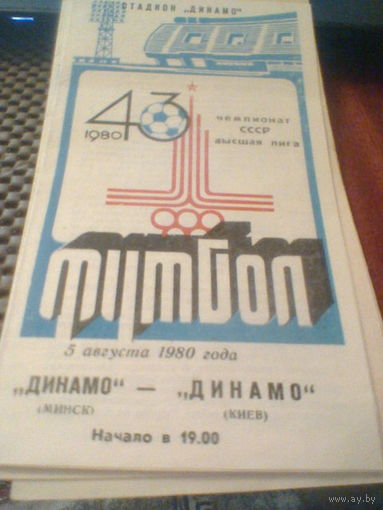 СТАДИОН „ДИНАМО"
43
1980
чемпионат
СССР
высшая лига
футбол
5 августа 1980 года
„ДИНАМО" — „ДИНАМО"
(МИНСК) (КИЕВ)
Начало в 19.00
www.ay.by